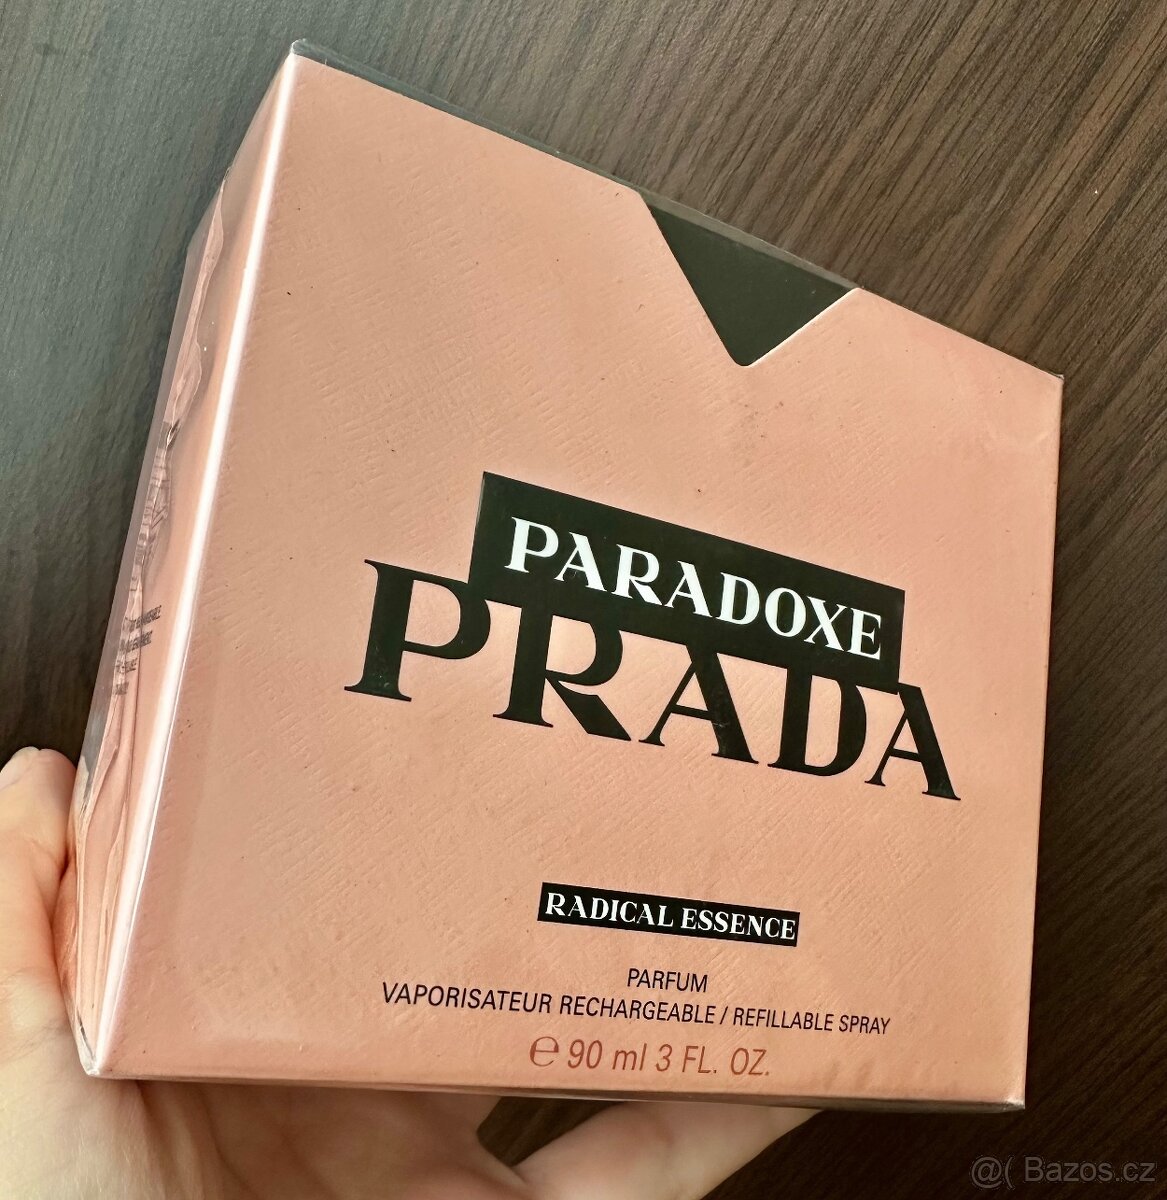 PARADOXE
PRADA
RADICAL ESSENCE
PARFUM
VAPORISATEUR RECHARGEABLE / REFILLABLE SPRAY
℮ 90 ml 3 FL. OZ.
@( Bazos.cz